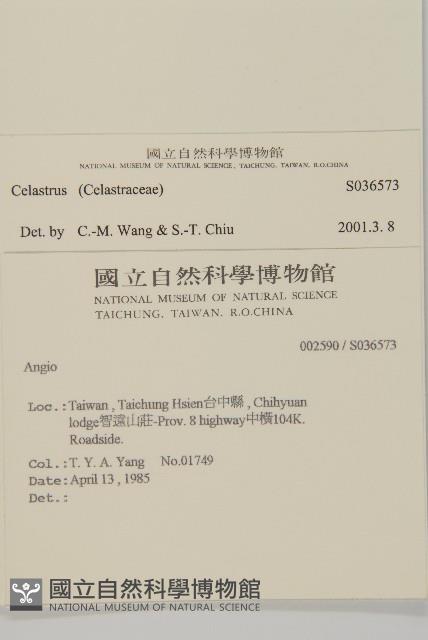 國立自然科學博物館
NATIONAL MUSEUM OF NATURAL SCIENCE, TAICHUNG, TAIWAN, R.O.CHINA
Celastrus (Celastraceae) S036573
Det. by C.-M. Wang & S.-T. Chiu 2001.3. 8
國立自然科學博物館
NATIONAL MUSEUM OF NATURAL SCIENCE
TAICHUNG, TAIWAN, R.O.CHINA
002590 / S036573
Angio
Loc.:Taiwan , Taichung Hsien台中縣 , Chihyuan
lodge智遠山莊-Prov. 8 highway中橫104K.
Roadside.
Col.:T. Y. A. Yang No.01749
Date:April 13 , 1985
Det.:
國立自然科學博物館
NATIONAL MUSEUM OF NATURAL SCIENCE